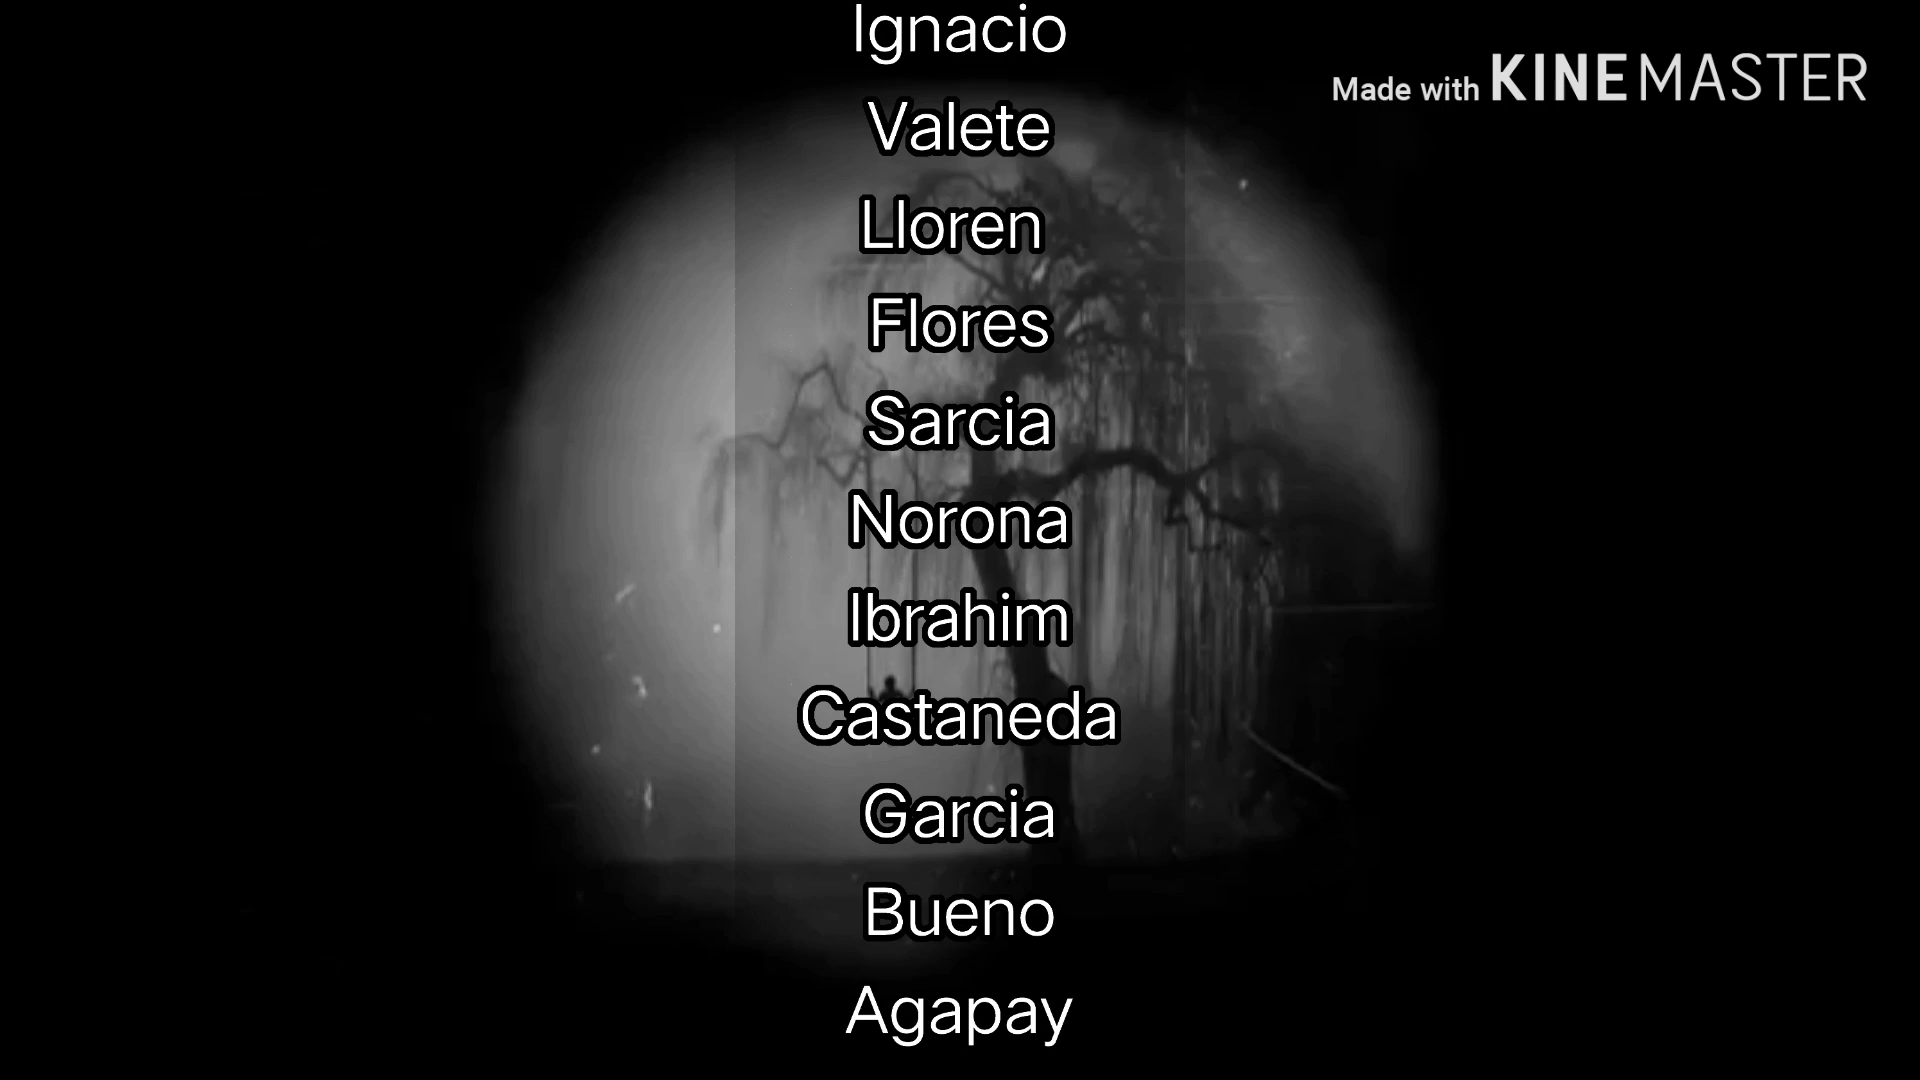 Ignacio
Made with KINEMASTER
Valete
Lloren
Flores
Sarcia
Norona
Ibrahim
Castaneda
Garcia
Bueno
Agapay